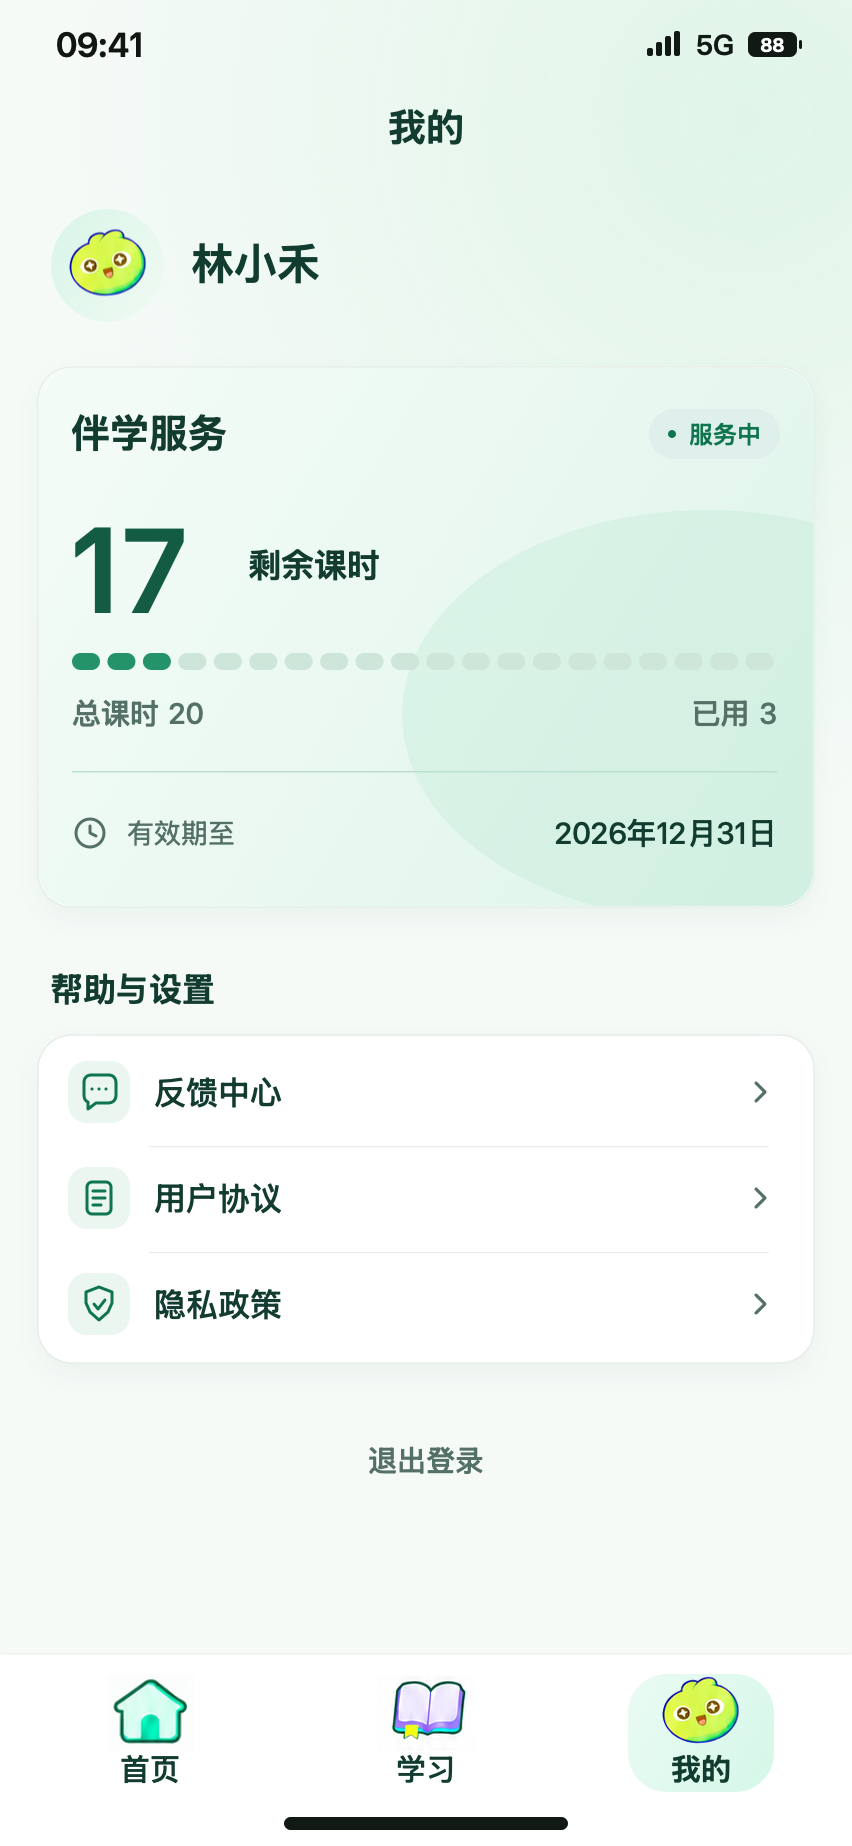 09:41
5G
88
我的
林小禾
伴学服务
• 服务中
17
剩余课时
总课时 20
已用 3
有效期至
2026年12月31日
帮助与设置
反馈中心
用户协议
隐私政策
退出登录
首页
学习
我的